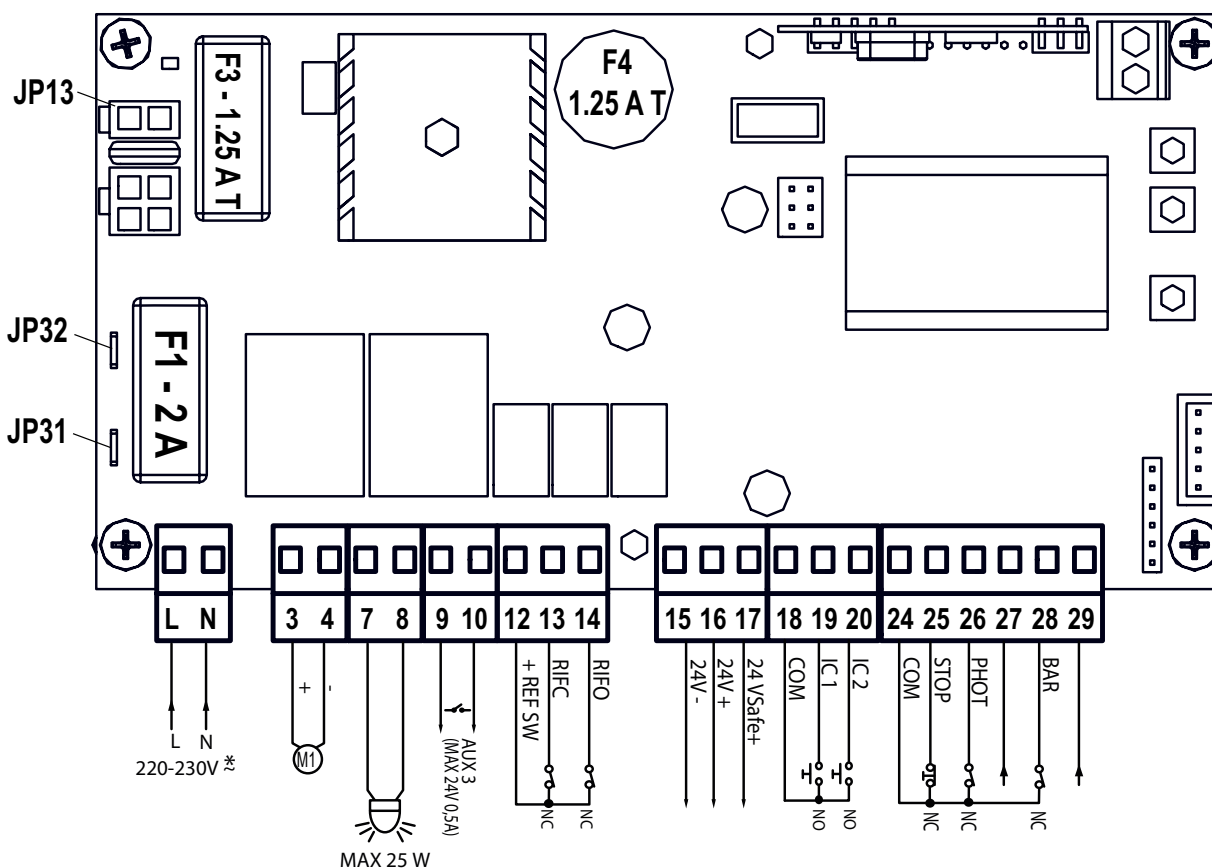 JP13
F3 - 1.25 A T
F4
1.25 A T
JP32
JP31
F1 - 2 A
L N
3 4
7 8
9 10
12 13 14
15 16 17
18 19 20
24 25 26 27 28 29
L N
220-230V ~*
+ -
M1
MAX 25 W
AUX 3
(MAX 24V 0,5A)
+ REF SW
RIFC
RIFO
NC
NC
24V -
24V +
24 VSafe+
COM
IC 1
IC 2
NO
NO
COM
STOP
PHOT
BAR
NC
NC
NC